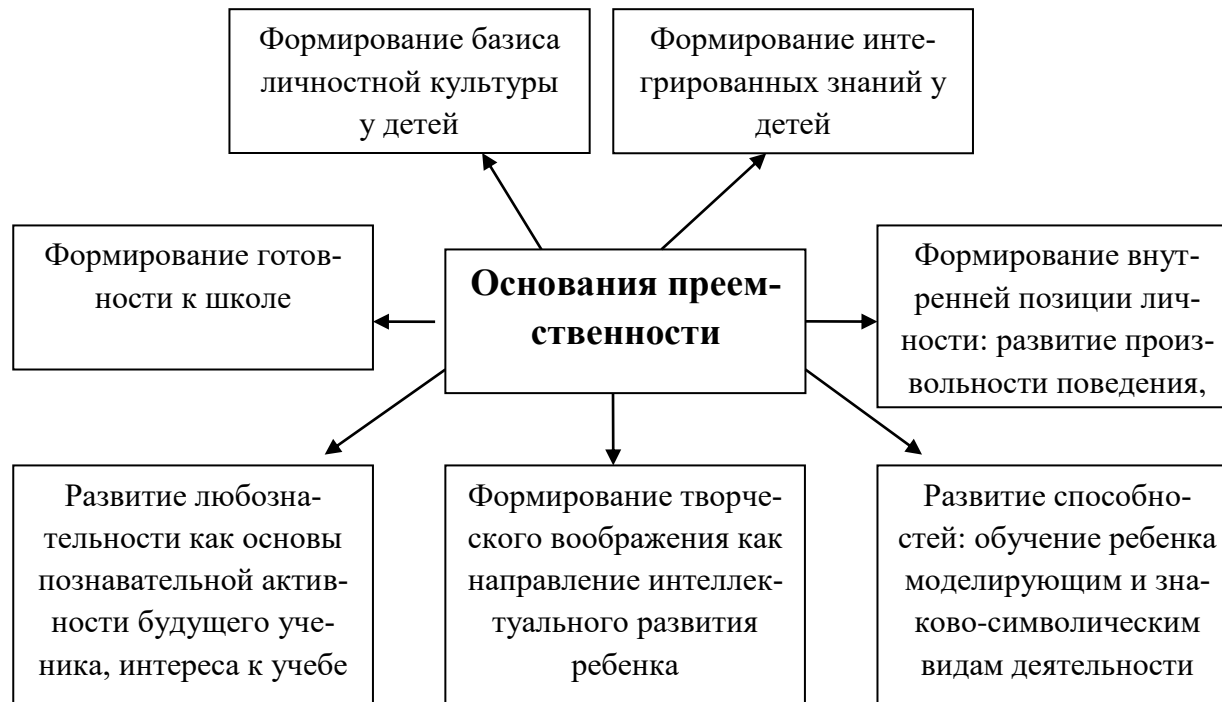 Формирование базиса
личностной культуры
у детей
Формирование инте-
грированных знаний у
детей
Формирование готов-
ности к школе
Основания преем-
ственности
Формирование внут-
ренней позиции лич-
ности: развитие произ-
вольности поведения,
Развитие любозна-
тельности как основы
познавательной актив-
ности будущего уче-
ника, интереса к учебе
Формирование творче-
ского воображения как
направление интеллек-
туального развития
ребенка
Развитие способно-
стей: обучение ребенка
моделирующим и зна-
ково-символическим
видам деятельности